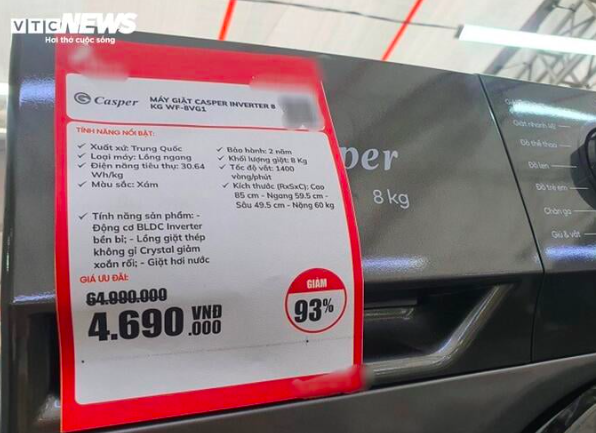 VTC NEWS
Hơi thở cuộc sống
Casper
MÁY GIẶT CASPER INVERTER 8
KG WF-8VG1
TÍNH NĂNG NỔI BẬT:
✓ Xuất xứ: Trung Quốc
✓ Loại máy: Lồng ngang
✓ Điện năng tiêu thụ: 30.64
Wh/kg
✓ Màu sắc: Xám
✓ Bảo hành: 2 năm
✓ Khối lượng giặt: 8 Kg
✓ Tốc độ vắt: 1400
vòng/phút
✓ Kích thước (RxSxC): Cao
85 cm - Ngang 59.5 cm -
Sâu 49.5 cm - Nặng 60 kg
✓ Tính năng sản phẩm: -
Động cơ BLDC Inverter
bền bỉ; - Lồng giặt thép
không gỉ Crystal giảm
xoắn rối; - Giặt hơi nước
GIÁ ƯU ĐÃI:
64.990.000
4.690.000 VNĐ
GIẢM
93%
sper
8 kg
Giặt nhanh 15'
Đồ thể thao
Đồ len
Đồ trẻ em
Chăn ga
Giũ & vắt